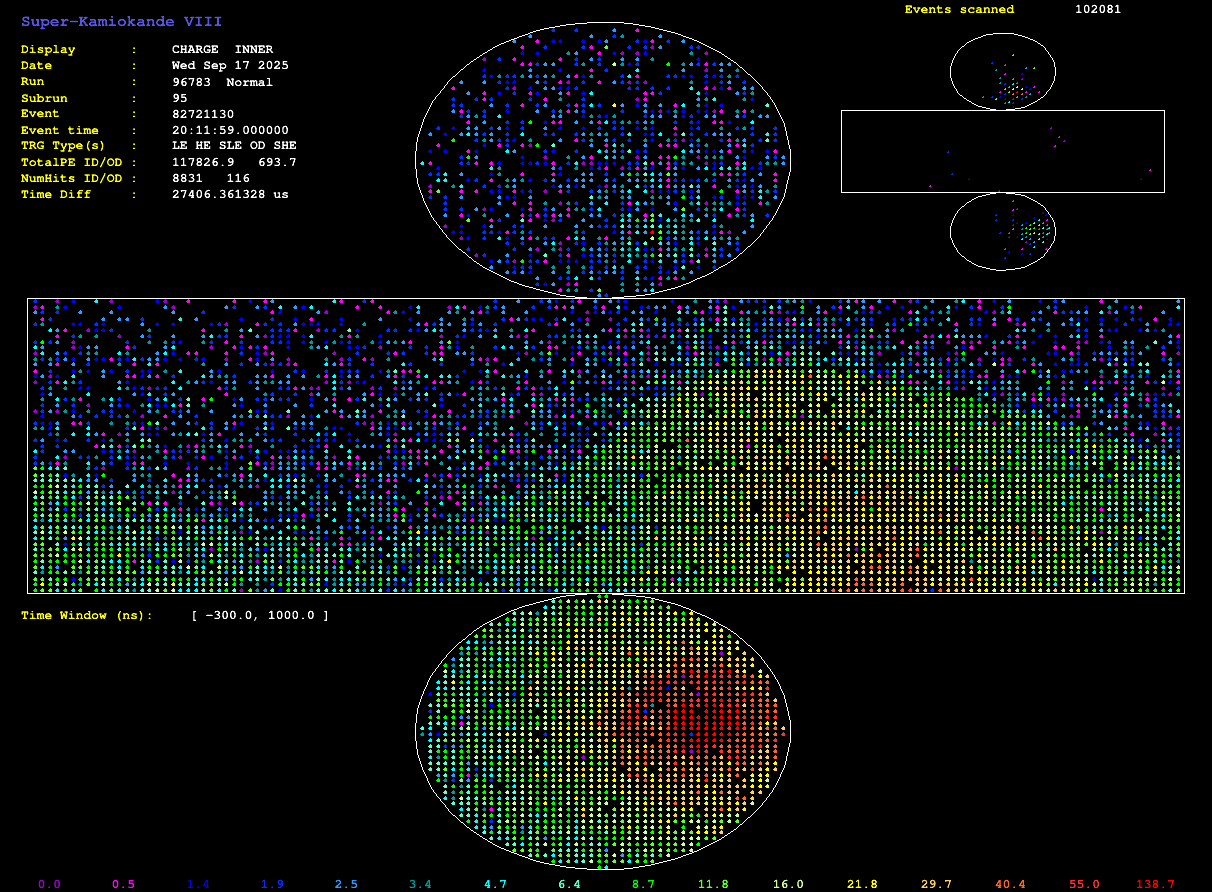 Super-Kamiokande VIII
Events scanned 102081
Display : CHARGE INNER
Date : Wed Sep 17 2025
Run : 96783 Normal
Subrun : 95
Event : 82721130
Event time : 20:11:59.000000
TRG Type(s) : LE HE SLE OD SHE
TotalPE ID/OD : 117826.9 693.7
NumHits ID/OD : 8831 116
Time Diff : 27406.361328 us
Time Window (ns): [ -300.0, 1000.0 ]
0.0 0.5 1.4 1.9 2.5 3.4 4.7 6.4 8.7 11.8 16.0 21.8 29.7 40.4 55.0 138.7